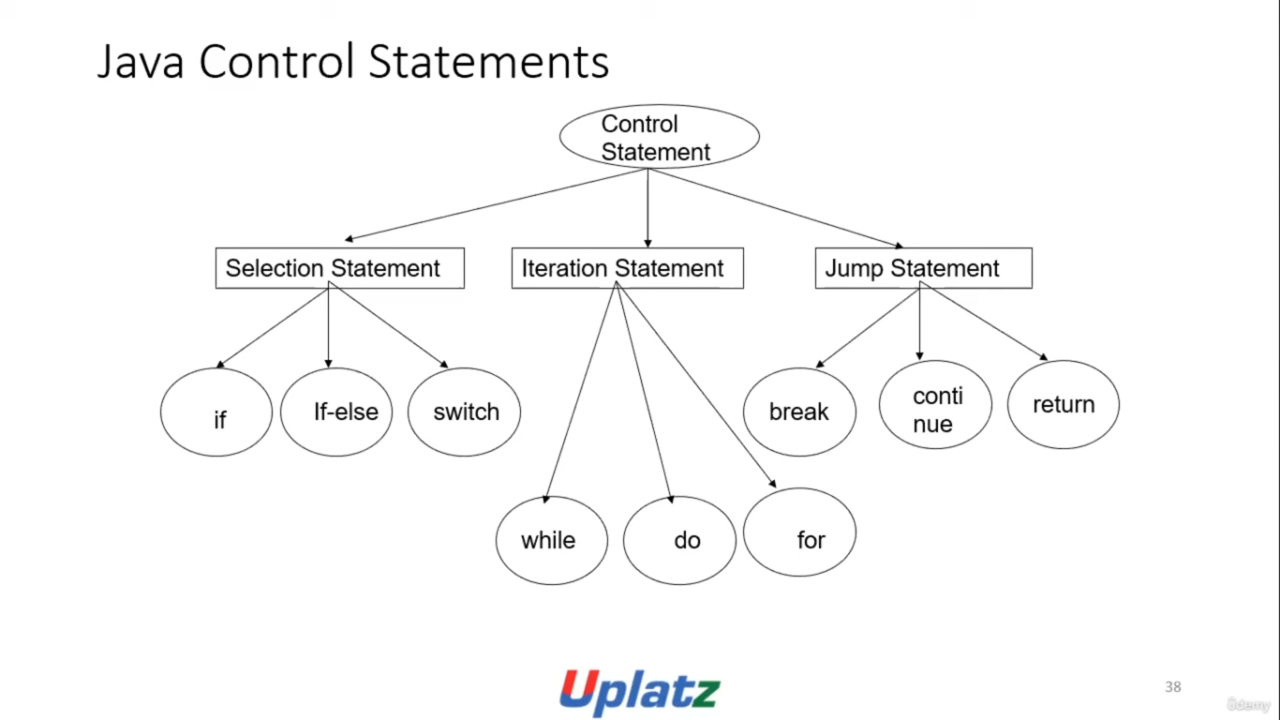 Java Control Statements
Control
Statement
Selection Statement
Iteration Statement
Jump Statement
if
If-else
switch
break
conti
nue
return
while
do
for
Uplatz
38
ûdemy